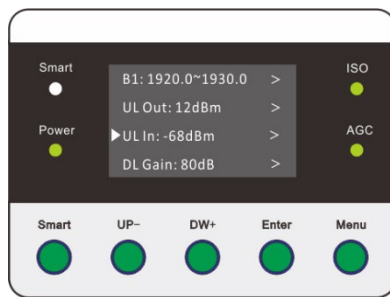 Smart
ISO
B1: 1920.0~1930.0 >
UL Out: 12dBm >
Power
AGC
UL In: -68dBm >
DL Gain: 80dB >
Smart UP− DW+ Enter Menu